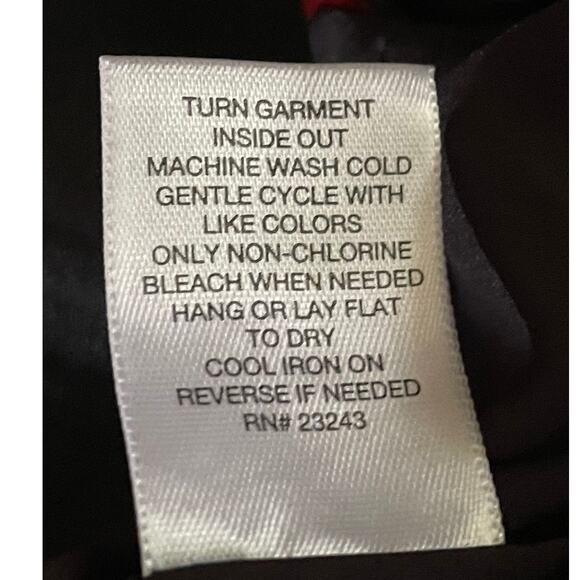 TURN GARMENT
INSIDE OUT
MACHINE WASH COLD
GENTLE CYCLE WITH
LIKE COLORS
ONLY NON-CHLORINE
BLEACH WHEN NEEDED
HANG OR LAY FLAT
TO DRY
COOL IRON ON
REVERSE IF NEEDED
RN# 23243